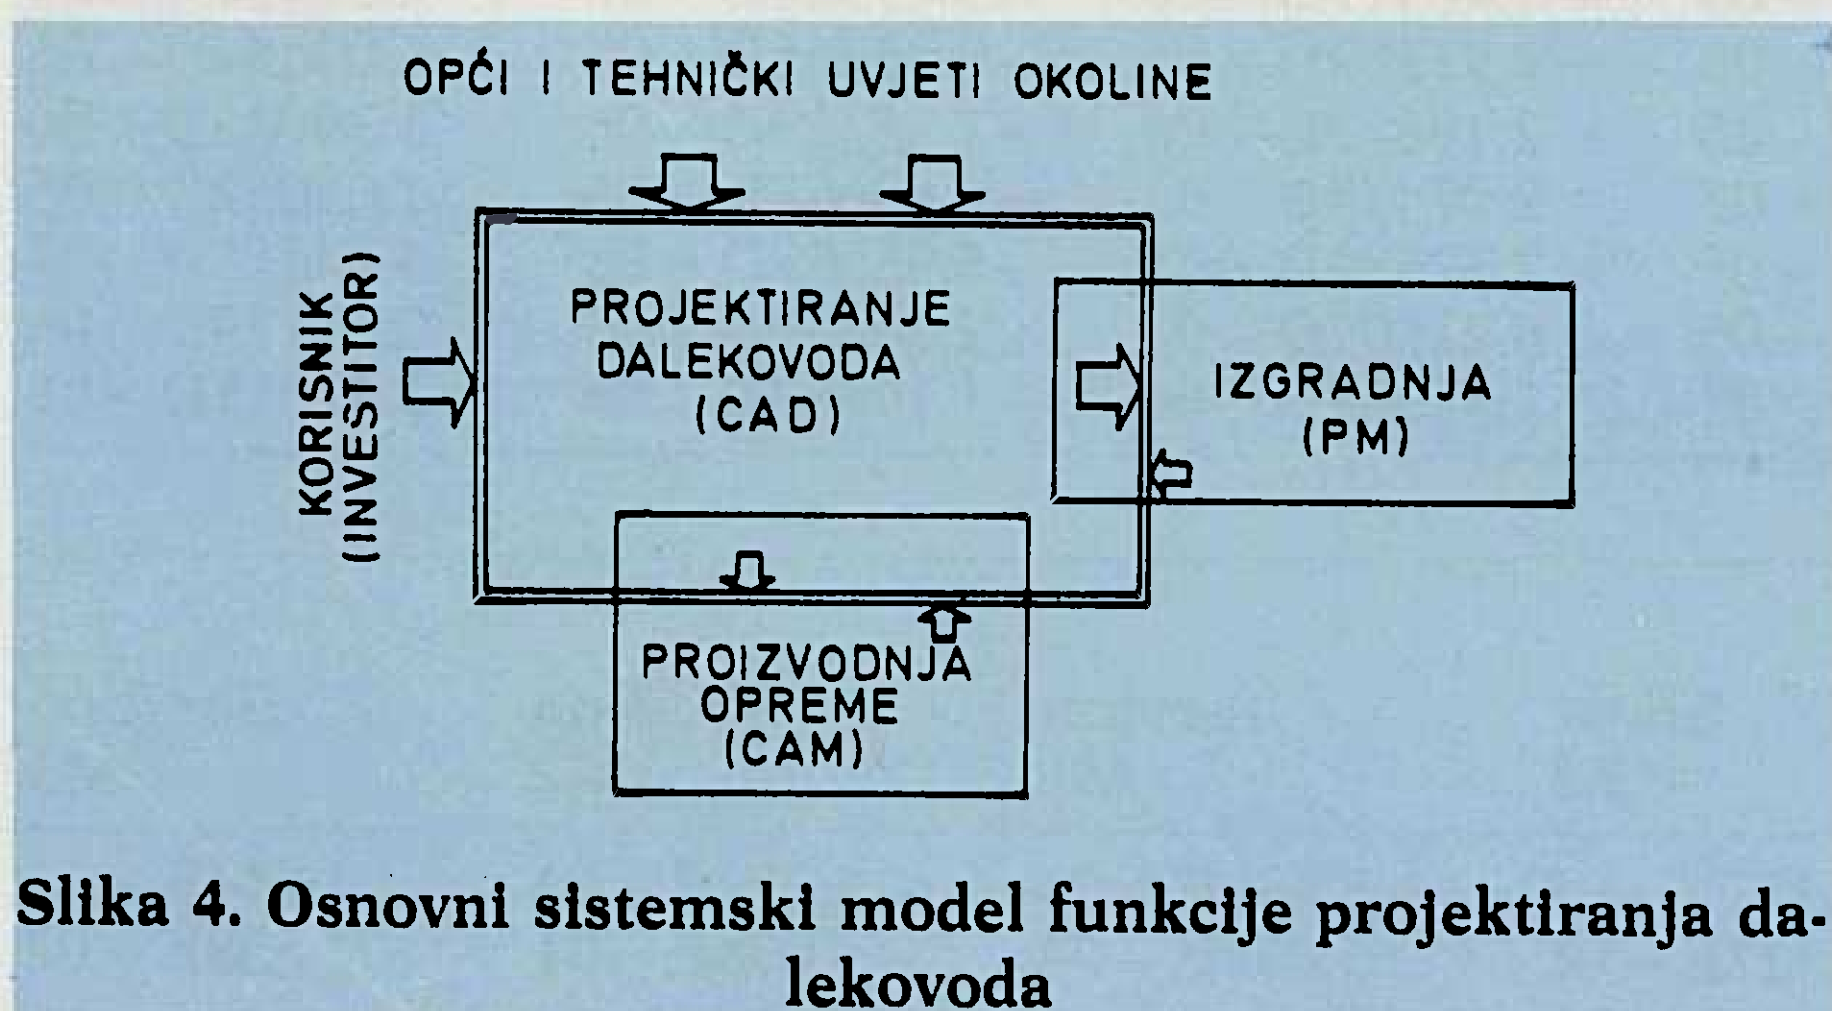 OPĆI I TEHNIČKI UVJETI OKOLINE
KORISNIK
(INVESTITOR)
PROJEKTIRANJE
DALEKOVODA
(CAD)
IZGRADNJA
(PM)
PROIZVODNJA
OPREME
(CAM)
Slika 4. Osnovni sistemski model funkcije projektiranja da-
lekovoda